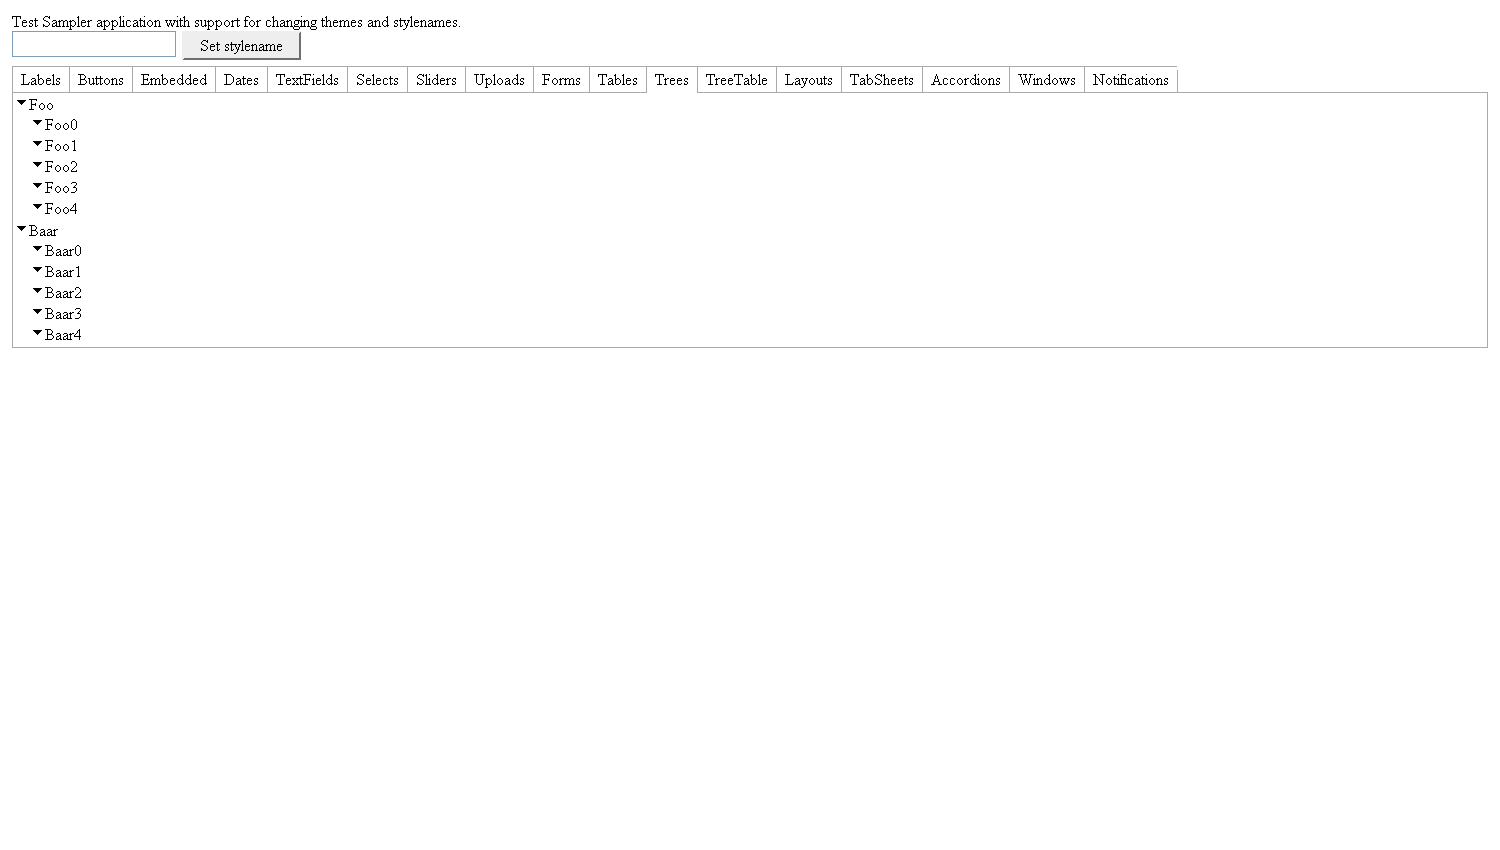 Test Sampler application with support for changing themes and stylenames.
Set stylename
Labels Buttons Embedded Dates TextFields Selects Sliders Uploads Forms Tables Trees TreeTable Layouts TabSheets Accordions Windows Notifications
Foo
Foo0
Foo1
Foo2
Foo3
Foo4
Baar
Baar0
Baar1
Baar2
Baar3
Baar4